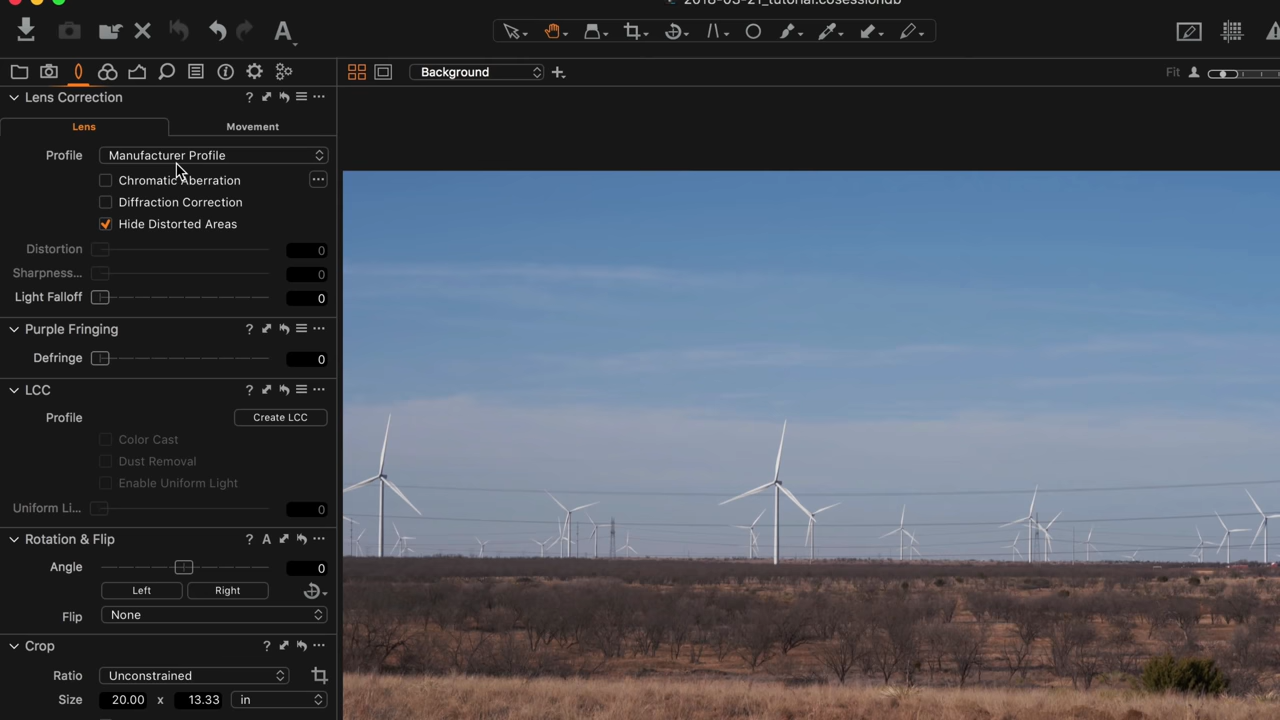 2018-03-21_tutorial.cosessiondb
Background
Fit
Lens Correction
Lens Movement
Profile Manufacturer Profile
Chromatic Aberration
Diffraction Correction
Hide Distorted Areas
Distortion 0
Sharpness... 0
Light Falloff 0
Purple Fringing
Defringe 0
LCC
Profile Create LCC
Color Cast
Dust Removal
Enable Uniform Light
Uniform Li... 0
Rotation & Flip
Angle 0
Left Right
Flip None
Crop
Ratio Unconstrained
Size 20.00 x 13.33 in